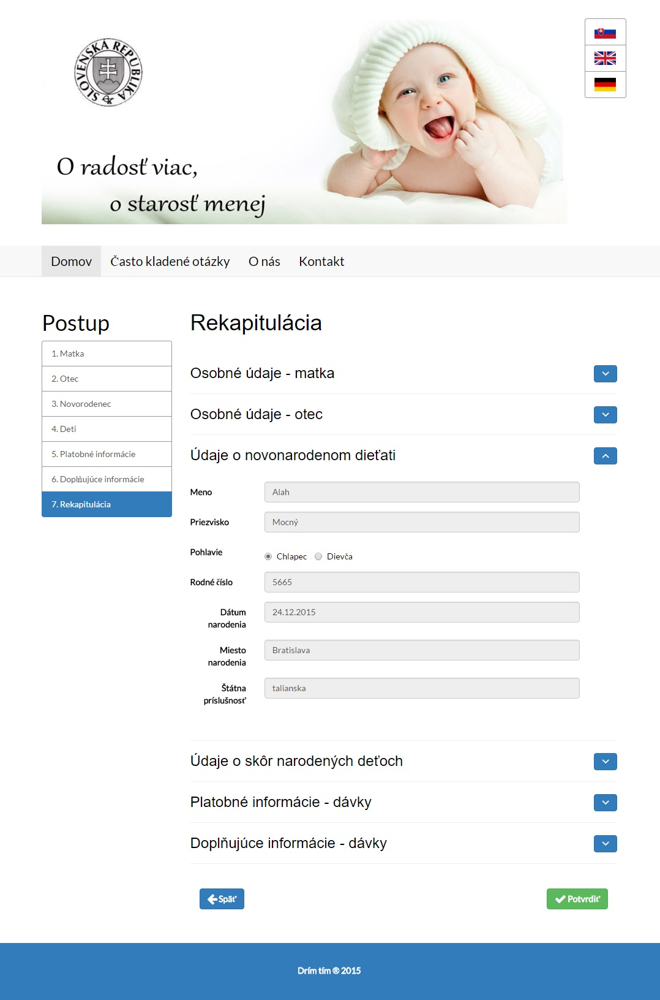 SLOVENSKÁ REPUBLIKA
O radosť viac,
o starosť menej
Domov
Často kladené otázky
O nás
Kontakt
Postup
1. Matka
2. Otec
3. Novorodenec
4. Deti
5. Platobné informácie
6. Doplňujúce informácie
7. Rekapitulácia
Rekapitulácia
Osobné údaje - matka
Osobné údaje - otec
Údaje o novonarodenom dieťati
Meno
Alah
Priezvisko
Mocný
Pohlavie
Chlapec
Dievča
Rodné číslo
5665
Dátum
narodenia
24.12.2015
Miesto
narodenia
Bratislava
Štátna
príslušnosť
talianska
Údaje o skôr narodených deťoch
Platobné informácie - dávky
Doplňujúce informácie - dávky
Späť
Potvrdiť
Drím tím ® 2015